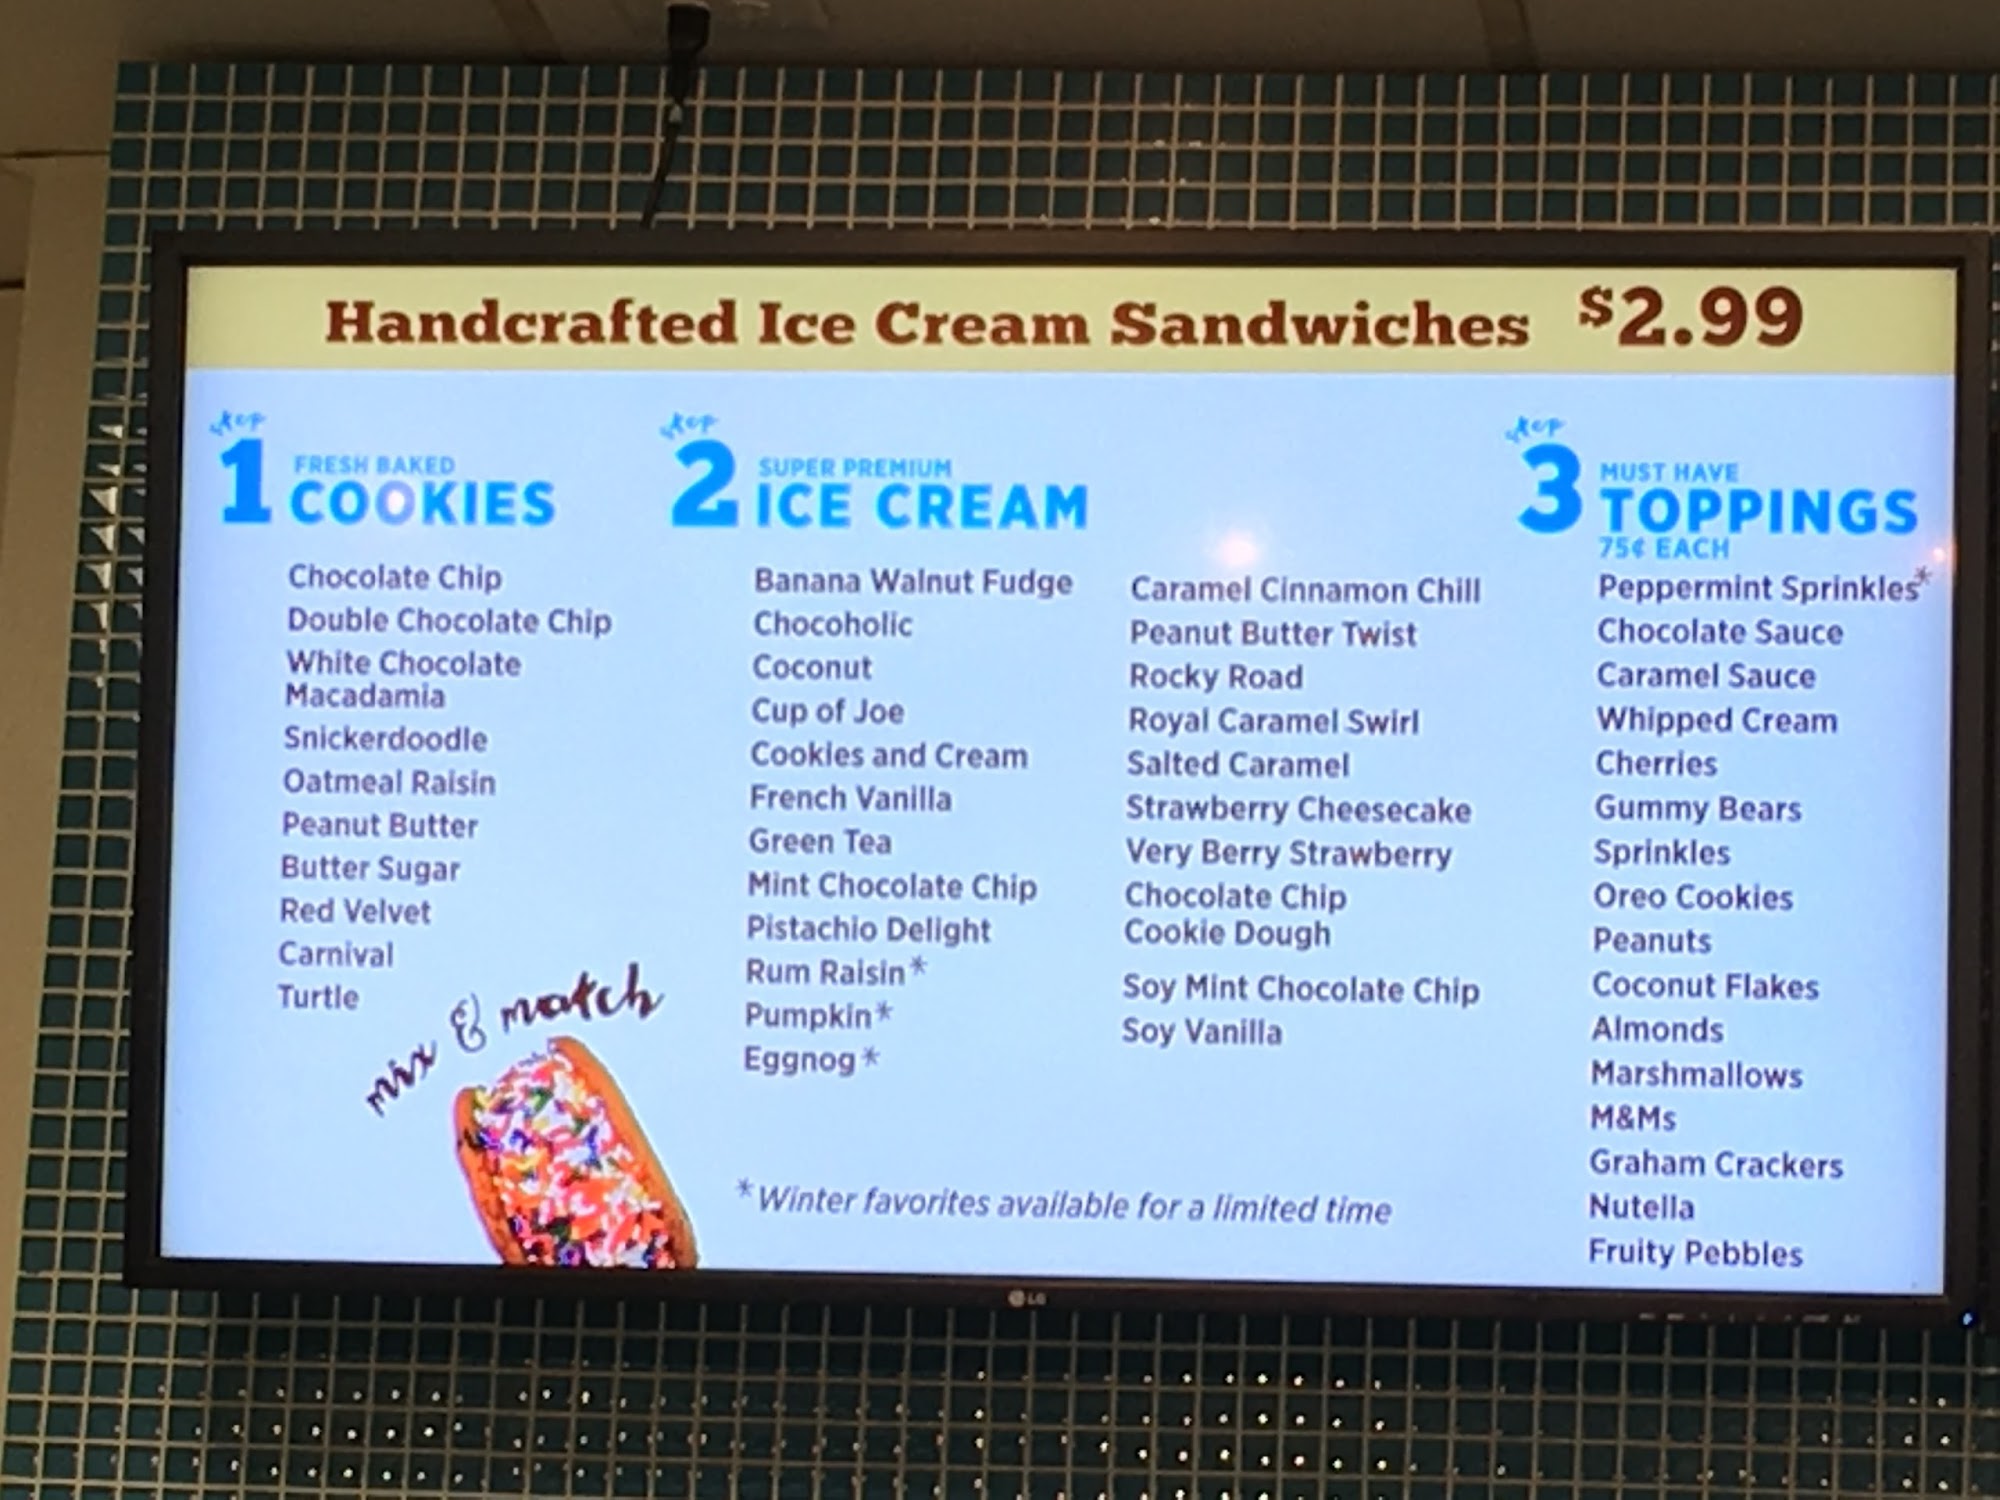 Handcrafted Ice Cream Sandwiches $2.99
step
1 FRESH BAKED
COOKIES
Chocolate Chip
Double Chocolate Chip
White Chocolate
Macadamia
Snickerdoodle
Oatmeal Raisin
Peanut Butter
Butter Sugar
Red Velvet
Carnival
Turtle
mix & match
step
2 SUPER PREMIUM
ICE CREAM
Banana Walnut Fudge
Chocoholic
Coconut
Cup of Joe
Cookies and Cream
French Vanilla
Green Tea
Mint Chocolate Chip
Pistachio Delight
Rum Raisin*
Pumpkin*
Eggnog*
Caramel Cinnamon Chill
Peanut Butter Twist
Rocky Road
Royal Caramel Swirl
Salted Caramel
Strawberry Cheesecake
Very Berry Strawberry
Chocolate Chip
Cookie Dough
Soy Mint Chocolate Chip
Soy Vanilla
*Winter favorites available for a limited time
step
3 MUST HAVE
TOPPINGS
75¢ EACH
Peppermint Sprinkles*
Chocolate Sauce
Caramel Sauce
Whipped Cream
Cherries
Gummy Bears
Sprinkles
Oreo Cookies
Peanuts
Coconut Flakes
Almonds
Marshmallows
M&Ms
Graham Crackers
Nutella
Fruity Pebbles
LG